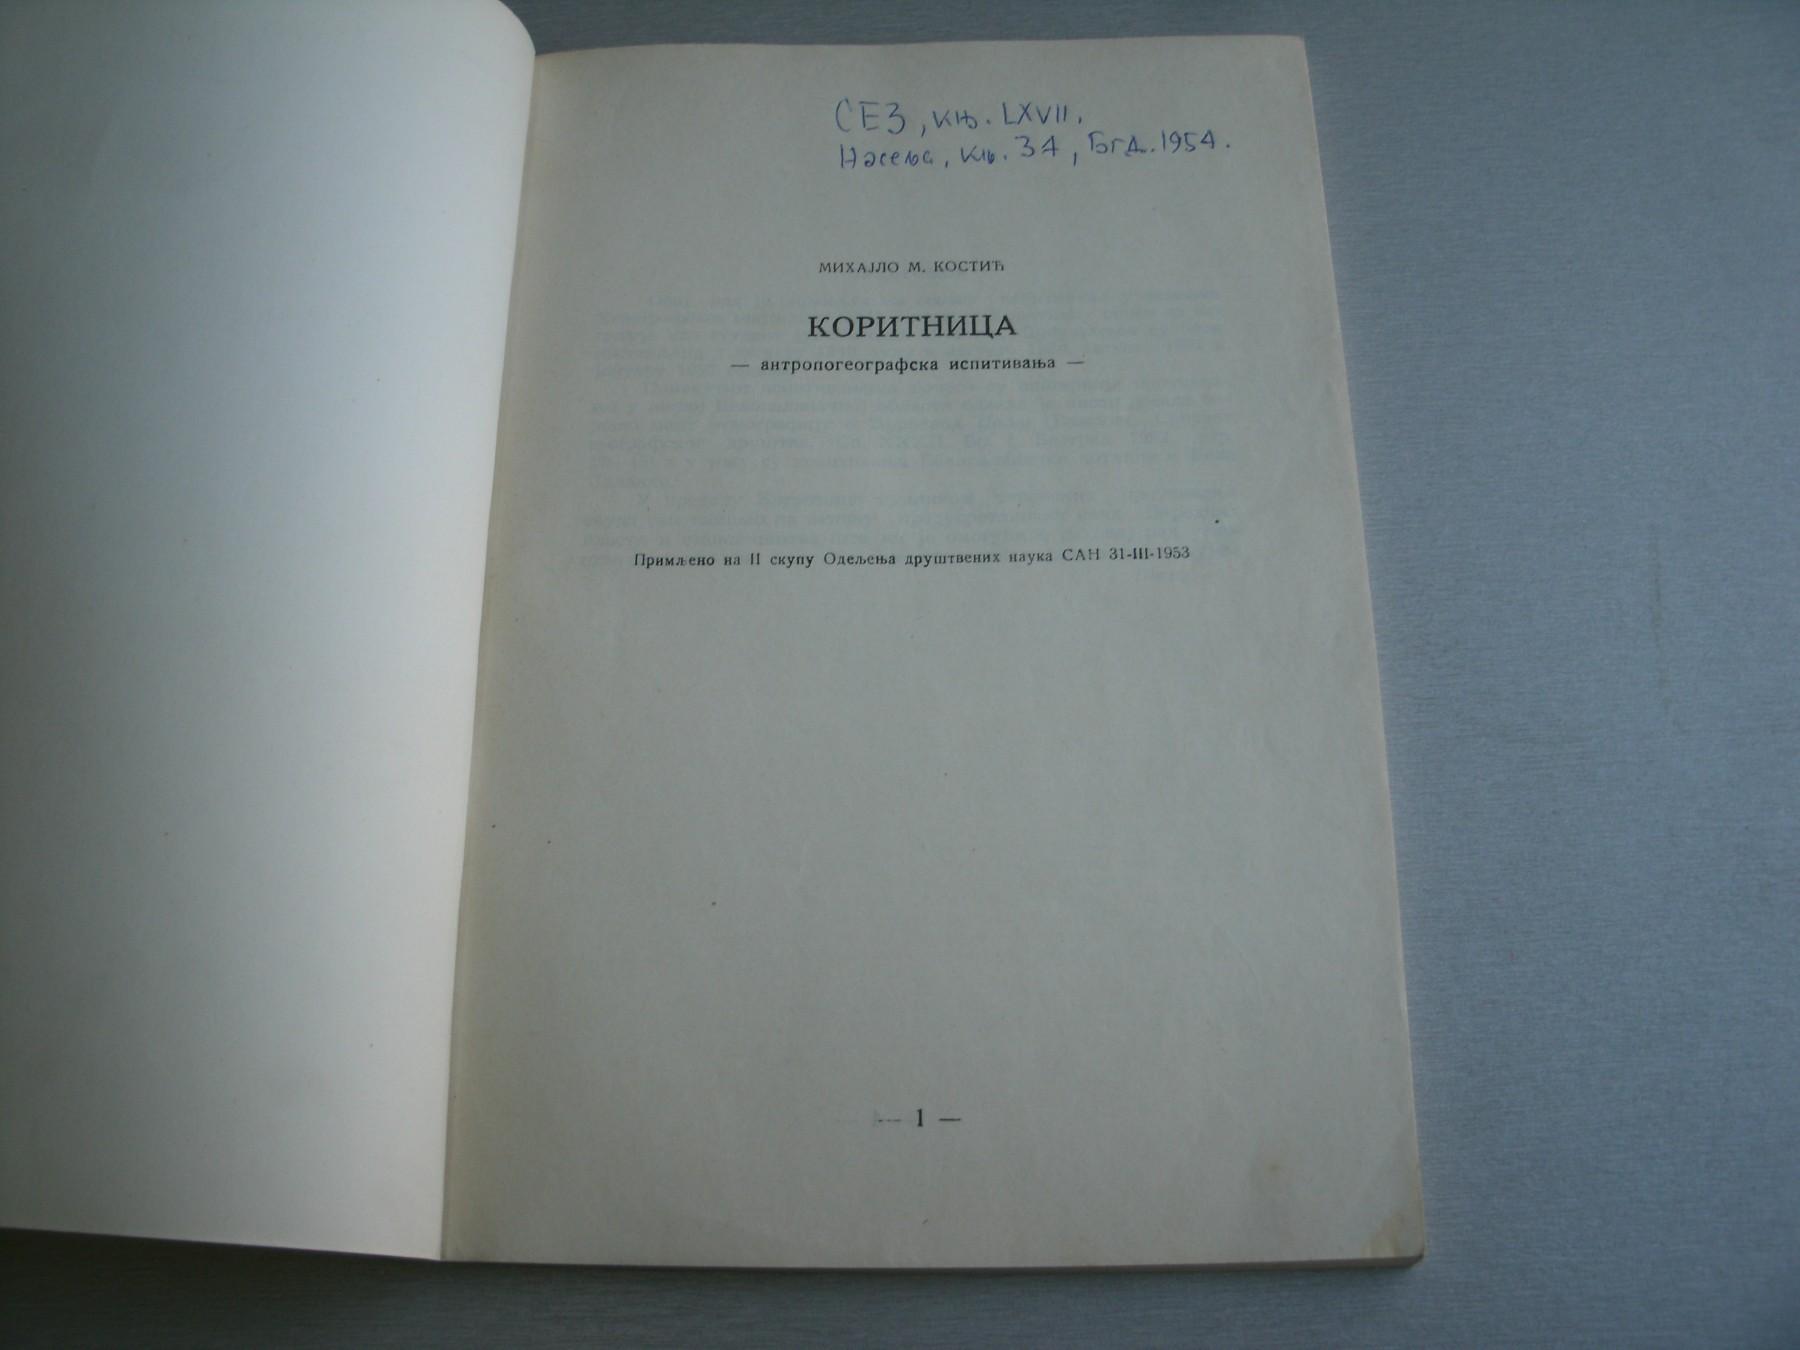 СЕЗ, књ. LXVII.
Насеља, књ. 34, Бгд. 1954.
МИХАЈЛО М. КОСТИЋ
КОРИТНИЦА
— антропогеографска испитивања —
Примљено на II скупу Одељења друштвених наука САН 31-III-1953
— 1 —